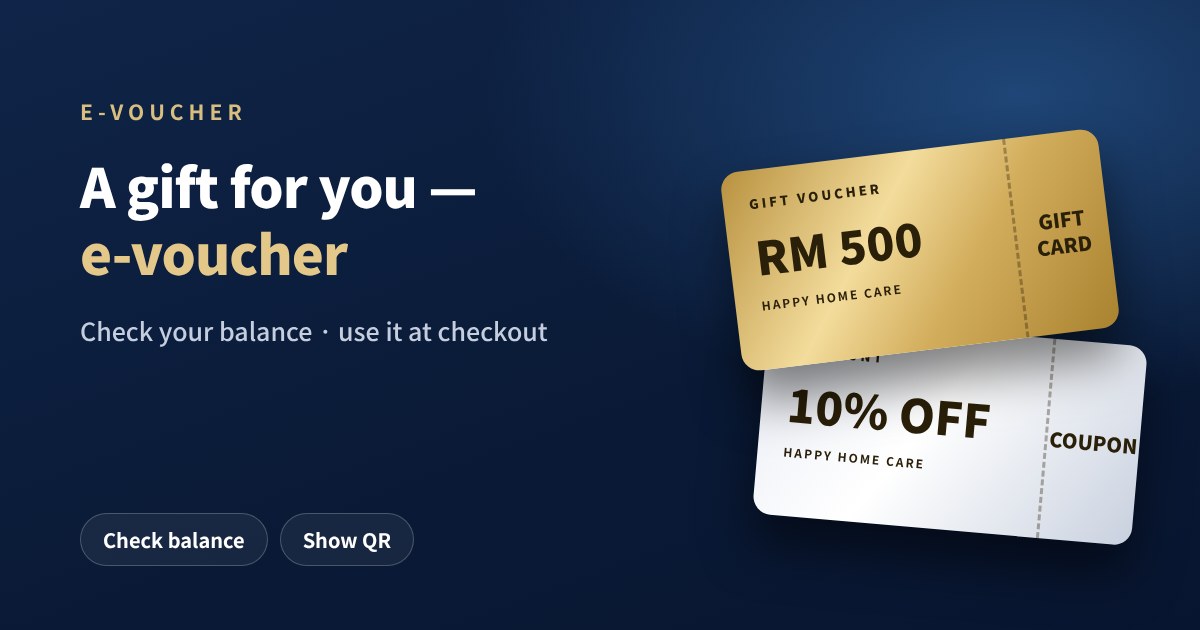 E-VOUCHER
A gift for you —
e-voucher
Check your balance · use it at checkout
Check balance
Show QR
GIFT VOUCHER
RM 500
HAPPY HOME CARE
GIFT
CARD
10% OFF
HAPPY HOME CARE
COUPON